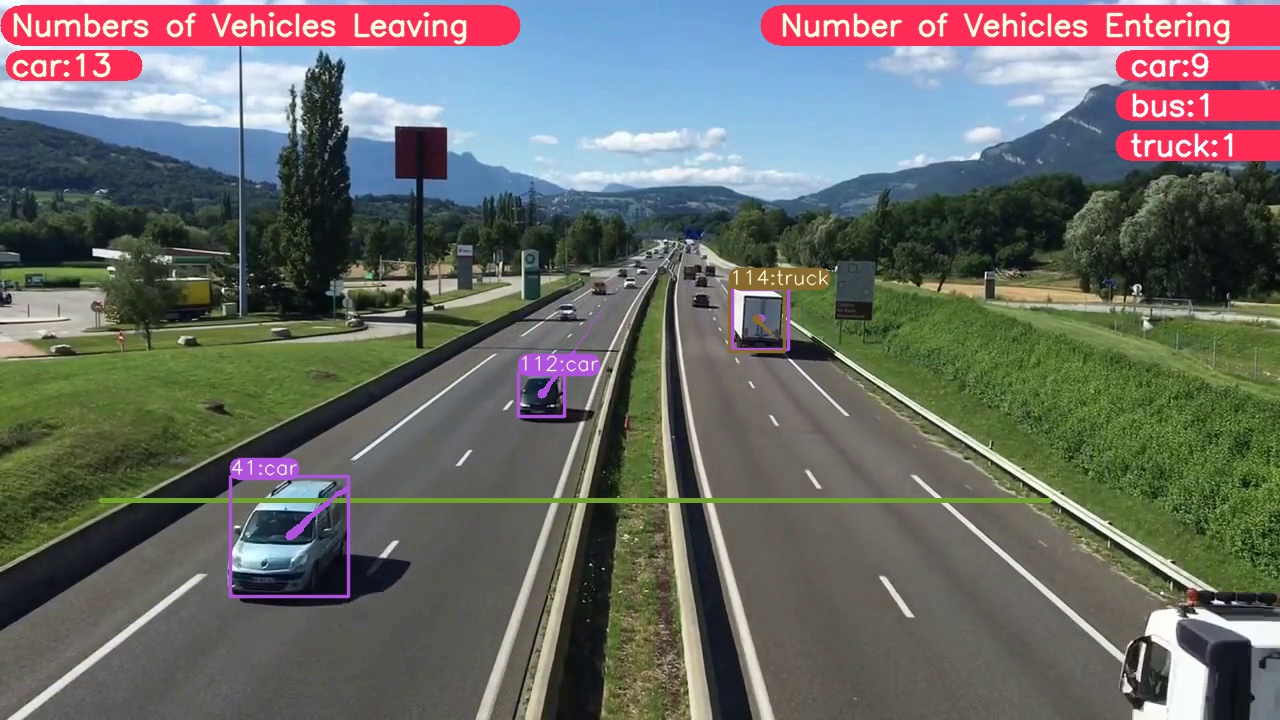 Numbers of Vehicles Leaving
Number of Vehicles Entering
car:13
car:9
bus:1
truck:1
114:truck
112:car
41:car